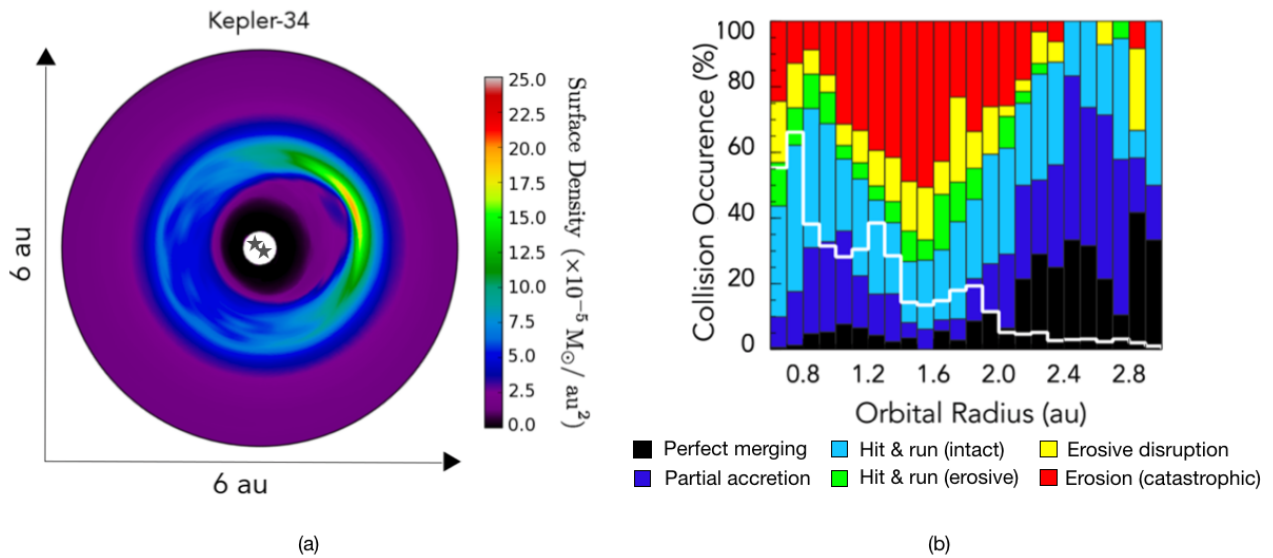 Kepler-34
6 au
6 au
25.0
22.5
20.0
17.5
15.0
12.5
10.0
7.5
5.0
2.5
0.0
Surface Density (×10⁻⁵ M☉/ au²)
(a)
Collision Occurence (%)
100
80
60
40
20
0
0.8 1.2 1.6 2.0 2.4 2.8
Orbital Radius (au)
Perfect merging Hit & run (intact) Erosive disruption
Partial accretion Hit & run (erosive) Erosion (catastrophic)
(b)